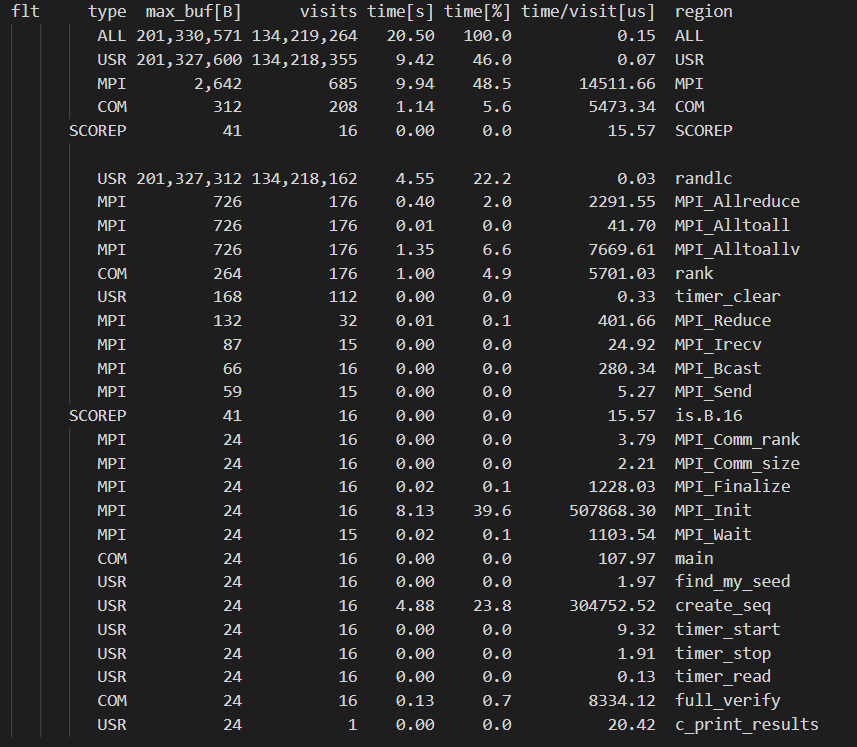 flt type max_buf[B] visits time[s] time[%] time/visit[us] region
ALL 201,330,571 134,219,264 20.50 100.0 0.15 ALL
USR 201,327,600 134,218,355 9.42 46.0 0.07 USR
MPI 2,642 685 9.94 48.5 14511.66 MPI
COM 312 208 1.14 5.6 5473.34 COM
SCOREP 41 16 0.00 0.0 15.57 SCOREP
USR 201,327,312 134,218,162 4.55 22.2 0.03 randlc
MPI 726 176 0.40 2.0 2291.55 MPI_Allreduce
MPI 726 176 0.01 0.0 41.70 MPI_Alltoall
MPI 726 176 1.35 6.6 7669.61 MPI_Alltoallv
COM 264 176 1.00 4.9 5701.03 rank
USR 168 112 0.00 0.0 0.33 timer_clear
MPI 132 32 0.01 0.1 401.66 MPI_Reduce
MPI 87 15 0.00 0.0 24.92 MPI_Irecv
MPI 66 16 0.00 0.0 280.34 MPI_Bcast
MPI 59 15 0.00 0.0 5.27 MPI_Send
SCOREP 41 16 0.00 0.0 15.57 is.B.16
MPI 24 16 0.00 0.0 3.79 MPI_Comm_rank
MPI 24 16 0.00 0.0 2.21 MPI_Comm_size
MPI 24 16 0.02 0.1 1228.03 MPI_Finalize
MPI 24 16 8.13 39.6 507868.30 MPI_Init
MPI 24 15 0.02 0.1 1103.54 MPI_Wait
COM 24 16 0.00 0.0 107.97 main
USR 24 16 0.00 0.0 1.97 find_my_seed
USR 24 16 4.88 23.8 304752.52 create_seq
USR 24 16 0.00 0.0 9.32 timer_start
USR 24 16 0.00 0.0 1.91 timer_stop
USR 24 16 0.00 0.0 0.13 timer_read
COM 24 16 0.13 0.7 8334.12 full_verify
USR 24 1 0.00 0.0 20.42 c_print_results